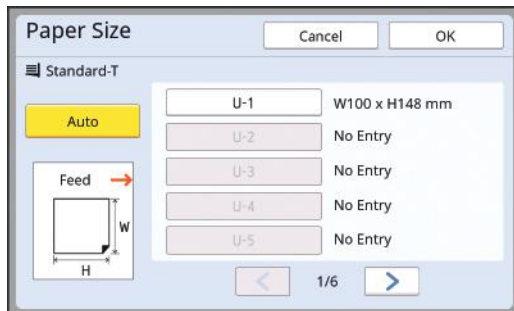 Paper Size
Cancel
OK
Standard-T
Auto
U-1 W100 x H148 mm
U-2 No Entry
U-3 No Entry
U-4 No Entry
U-5 No Entry
Feed
W
H
< 1/6 >